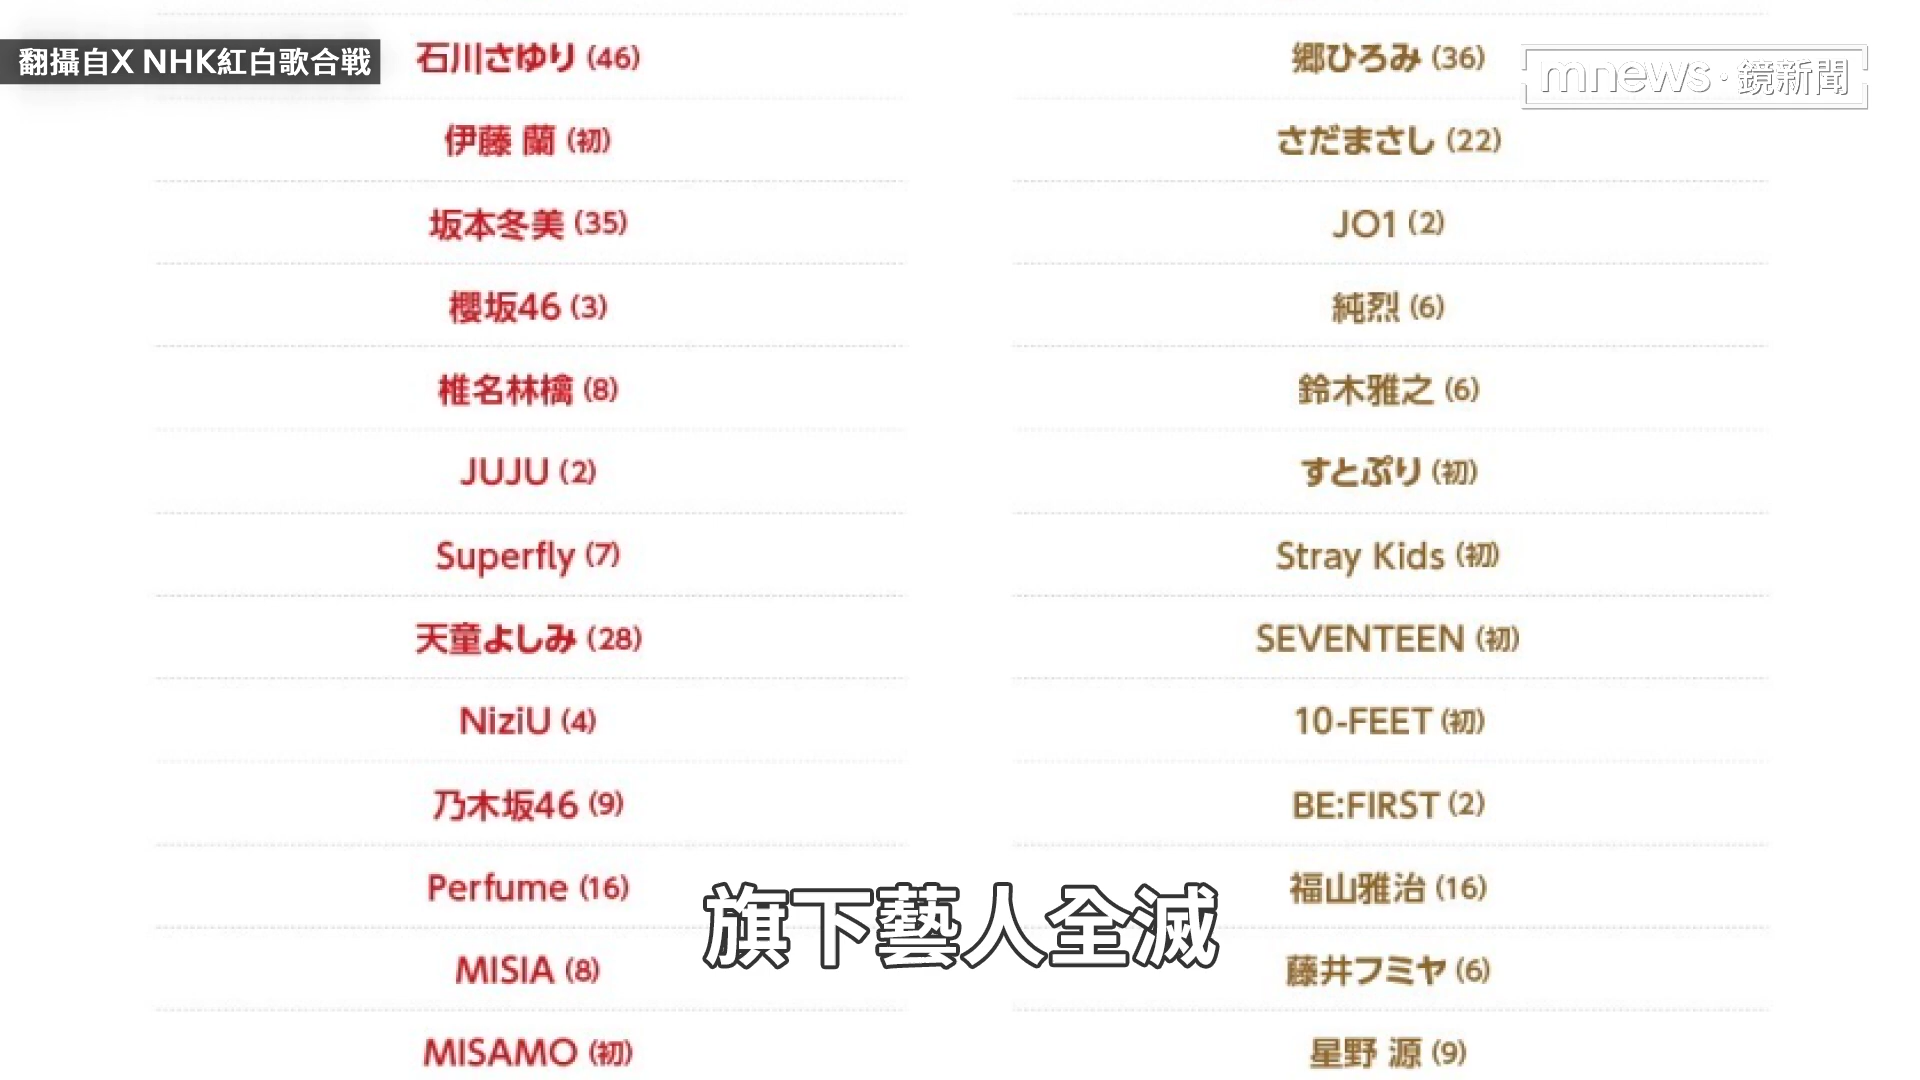 翻攝自X NHK紅白歌合戦
mnews·鏡新聞
石川さゆり (46)
伊藤 蘭 (初)
坂本冬美 (35)
櫻坂46 (3)
椎名林檎 (8)
JUJU (2)
Superfly (7)
天童よしみ (28)
NiziU (4)
乃木坂46 (9)
Perfume (16)
MISIA (8)
MISAMO (初)
郷ひろみ (36)
さだまさし (22)
JO1 (2)
純烈 (6)
鈴木雅之 (6)
すとぷり (初)
Stray Kids (初)
SEVENTEEN (初)
10-FEET (初)
BE:FIRST (2)
福山雅治 (16)
藤井フミヤ (6)
星野 源 (9)
旗下藝人全滅